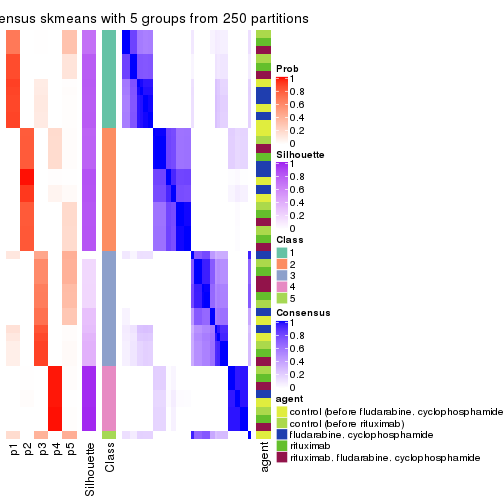 ensus skmeans with 5 groups from 250 partitions
Prob
1
0.8
0.6
0.4
0.2
0
Silhouette
1
0.8
0.6
0.4
0.2
0
Class
1
2
3
4
5
Consensus
1
0.8
0.6
0.4
0.2
0
agent
control (before fludarabine, cyclophosphamide
control (before rituximab)
fludarabine, cyclophosphamide
rituximab
rituximab, fludarabine, cyclophosphamide
p1
p2
p3
p4
p5
Silhouette
Class
agent